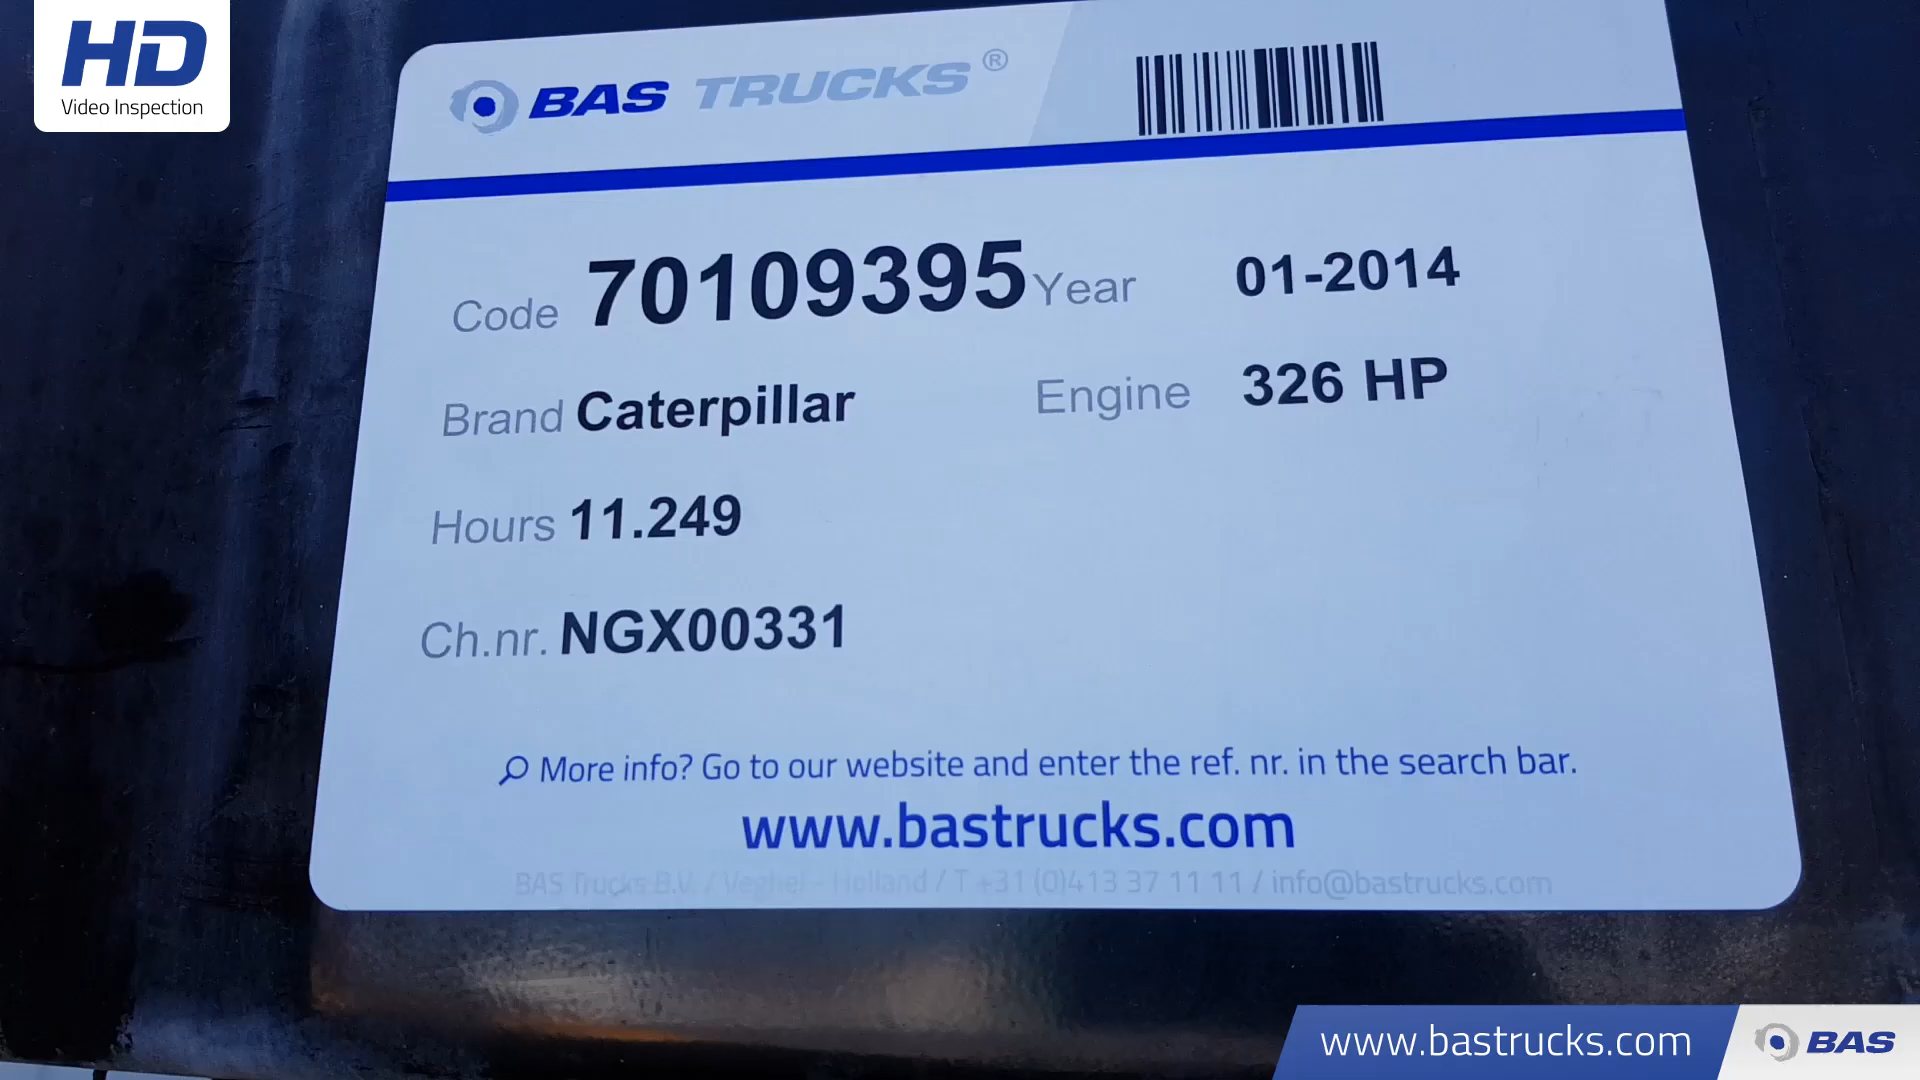 HD
Video Inspection
BAS TRUCKS®
Code 70109395 Year 01-2014
Brand Caterpillar Engine 326 HP
Hours 11.249
Ch.nr. NGX00331
More info? Go to our website and enter the ref. nr. in the search bar.
www.bastrucks.com
BAS Trucks B.V. / Veghel - Holland / T +31 (0)413 37 11 11 / info@bastrucks.com
www.bastrucks.com BAS